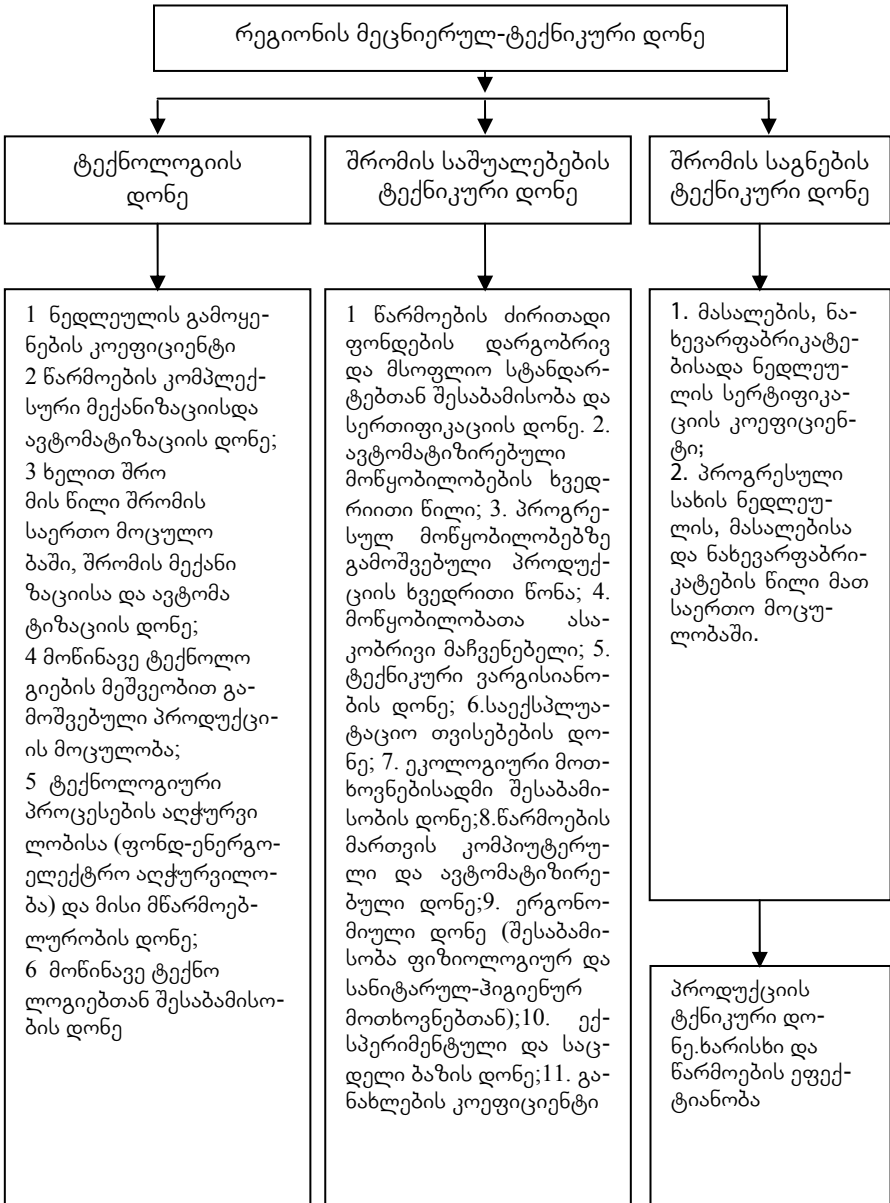 რეგიონის მეცნიერულ-ტექნიკური დონე
ტექნოლოგიის
დონე
შრომის საშუალებების
ტექნიკური დონე
შრომის საგნების
ტექნიკური დონე
1 ნედლეულის გამოყე-
ნების კოეფიციენტი
2 წარმოების კომპლექ-
სური მექანიზაციისდა
ავტომატიზაციის დონე;
3 ხელით შრო
მის წილი შრომის
საერთო მოცულო
ბაში, შრომის მექანი
ზაციისა და ავტომა
ტიზაციის დონე;
4 მოწინავე ტექნოლო
გიების მეშვეობით გა-
მოშვებული პროდუქცი-
ის მოცულობა;
5 ტექნოლოგიური
პროცესების აღჭურვი
ლობისა (ფონდ-ენერგო-
ელექტრო აღჭურვილო-
ბა) და მისი მწარმოებ-
ლურობის დონე;
6 მოწინავე ტექნო
ლოგიებთან შესაბამისო-
ბის დონე
1 წარმოების ძირითადი
ფონდების დარგობრივ
და მსოფლიო სტანდარ-
ტებთან შესაბამისობა და
სერთიფიკაციის დონე. 2.
ავტომატიზირებული
მოწყობილობების ხვედ-
რიითი წილი; 3. პროგრე-
სულ მოწყობილობებზე
გამოშვებული პროდუქ-
ციის ხვედრითი წონა; 4.
მოწყობილობათა ასა-
კობრივი მაჩვენებელი; 5.
ტექნიკური ვარგისიანო-
ბის დონე; 6.საექსპლუა-
ტაციო თვისებების დო-
ნე; 7. ეკოლოგიური მოთ-
ხოვნებისადმი შესაბამი-
სობის დონე;8.წარმოების
მართვის კომპიუტერუ-
ლი და ავტომატიზირე-
ბული დონე;9. ერგონო-
მიული დონე (შესაბამი-
სობა ფიზიოლოგიურ და
სანიტარულ-ჰიგიენურ
მოთხოვნებთან);10. ექ-
სპერიმენტული და საც-
დელი ბაზის დონე;11. გა-
ნახლების კოეფიციენტი
1. მასალების, ნა-
ხევარფაბრიკატე-
ბისადა ნედლეუ-
ლის სერტიფიკა-
ციის კოეფიციენ-
ტი;
2. პროგრესული
სახის ნედლეუ-
ლის, მასალებისა
და ნახევარფაბრი-
კატების წილი მათ
საერთო მოცუ-
ლობაში.
პროდუქციის
ტქნიკური დო-
ნე.ხარისხი და
წარმოების ეფექ-
ტიანობა